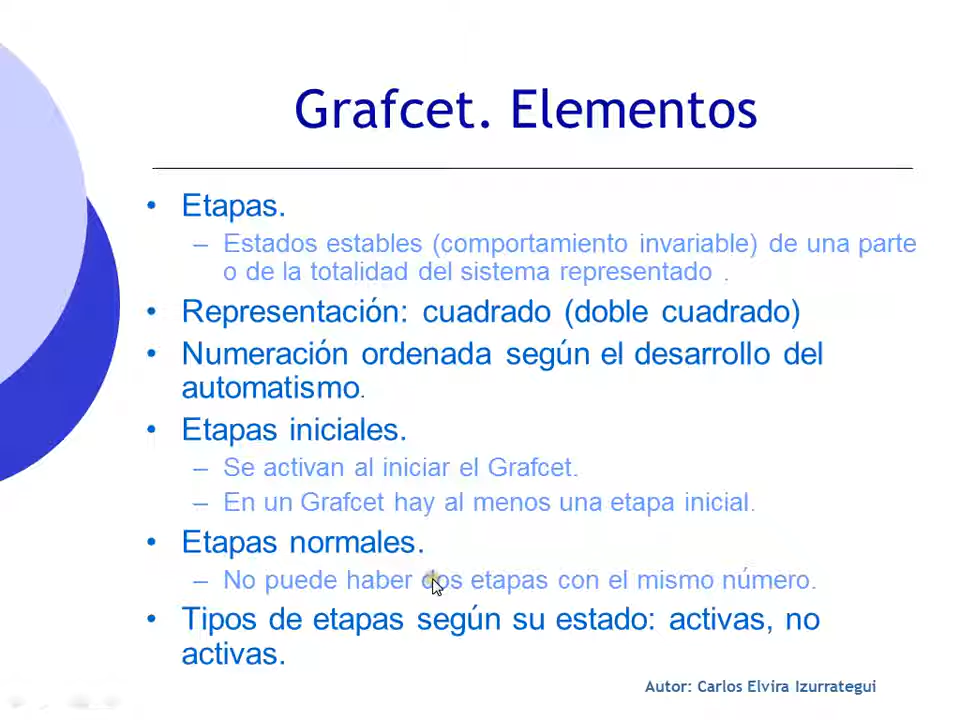 Grafcet. Elementos
• Etapas.
– Estados estables (comportamiento invariable) de una parte
o de la totalidad del sistema representado .
• Representación: cuadrado (doble cuadrado)
• Numeración ordenada según el desarrollo del
automatismo.
• Etapas iniciales.
– Se activan al iniciar el Grafcet.
– En un Grafcet hay al menos una etapa inicial.
• Etapas normales.
– No puede haber dos etapas con el mismo número.
• Tipos de etapas según su estado: activas, no
activas.
Autor: Carlos Elvira Izurrategui